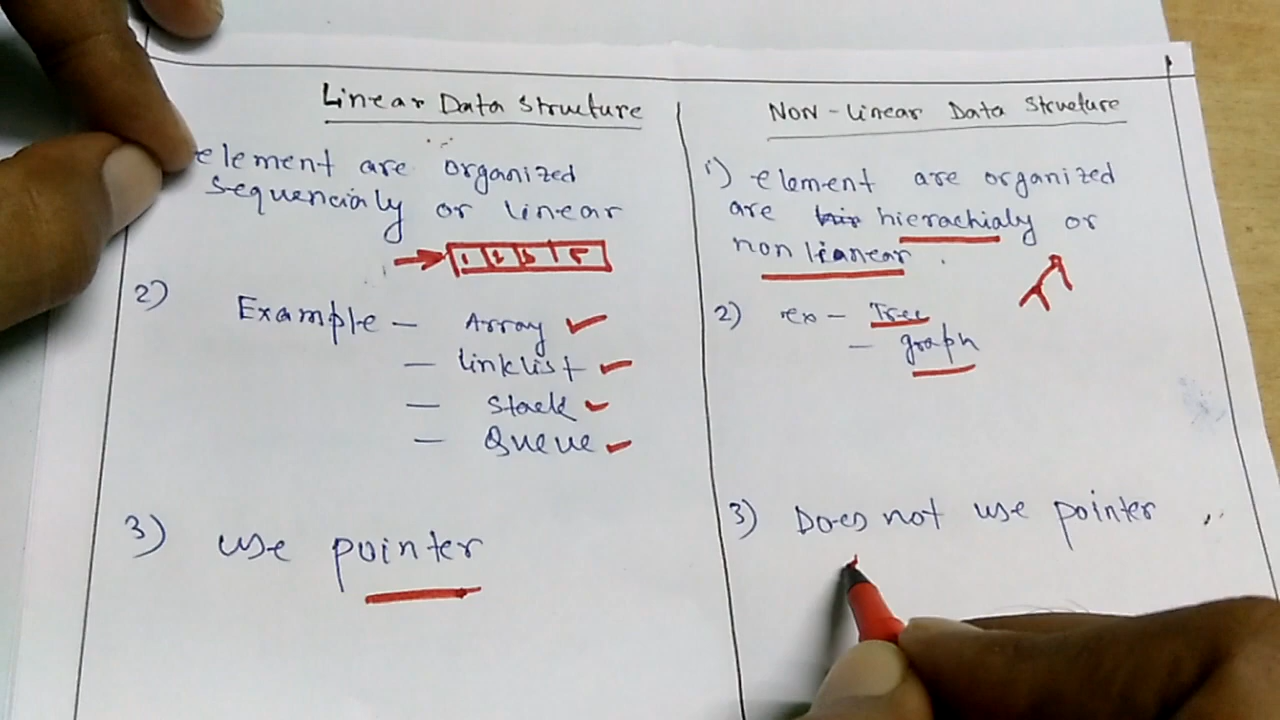 Linear Data Structure
element are organized
sequencialy or linear
1 2 3 5
2) Example - Array
- linklist
- Stack
- Queue
3) use pointer
NON-linear Data Structure
1) element are organized
are hierachialy or
non lianear.
2) ex - Tree
- graph
3) Does not use pointer